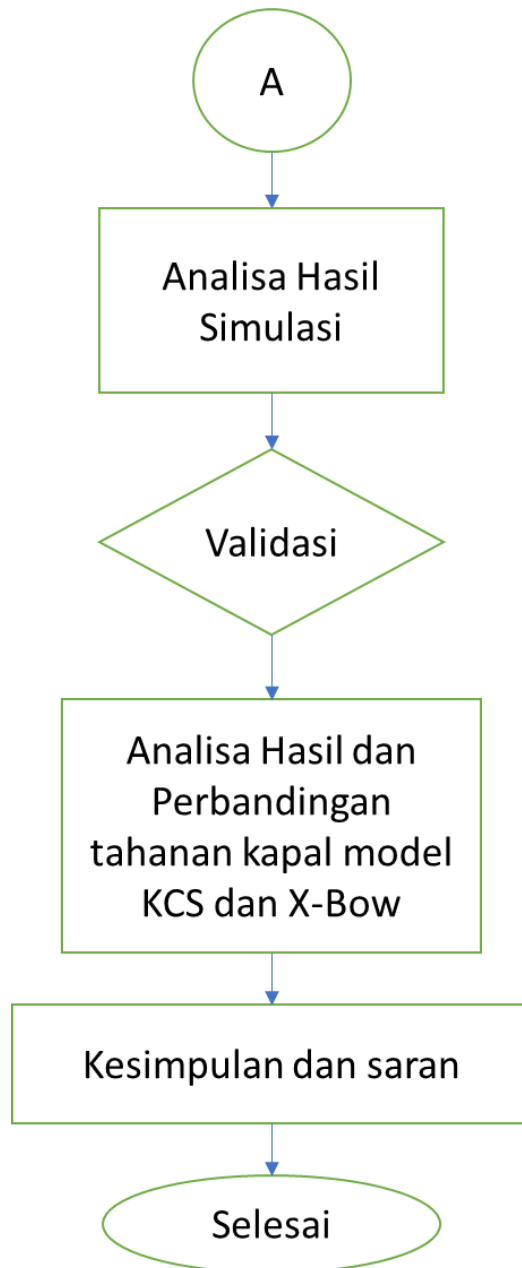 A
Analisa Hasil
Simulasi
Validasi
Analisa Hasil dan
Perbandingan
tahanan kapal model
KCS dan X-Bow
Kesimpulan dan saran
Selesai